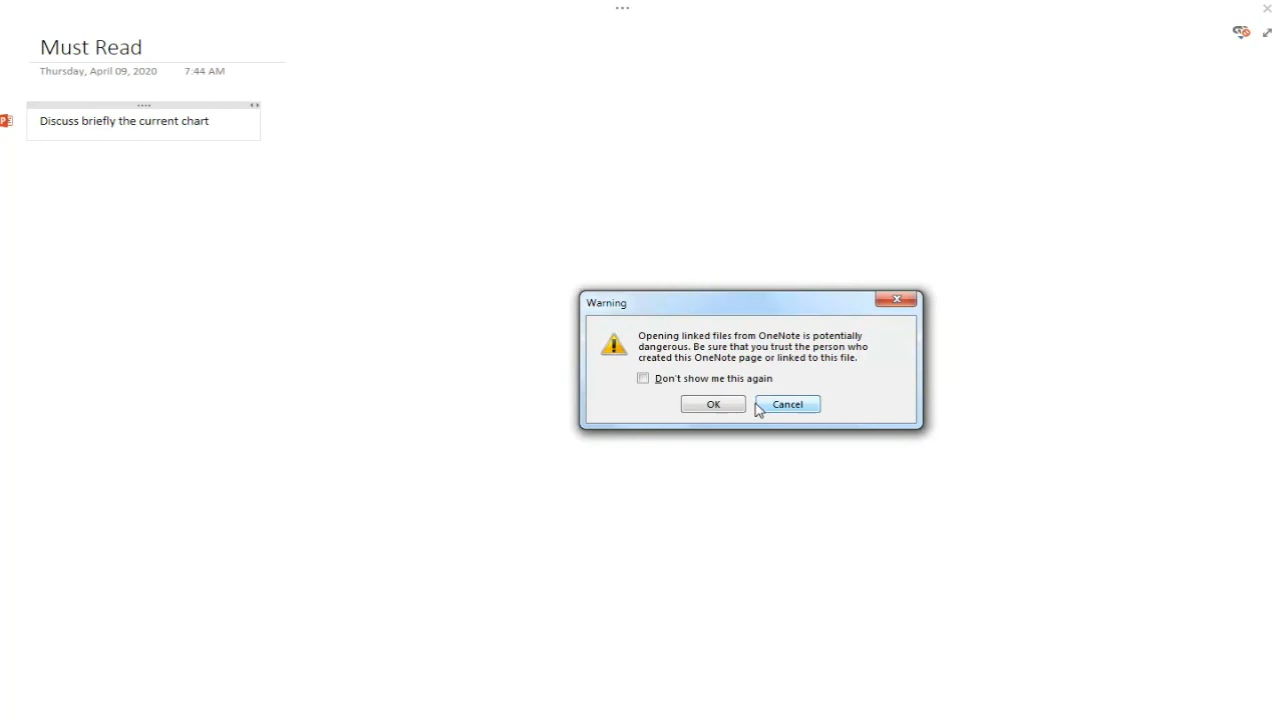 Must Read
Thursday, April 09, 2020 7:44 AM
Discuss briefly the current chart
Warning
Opening linked files from OneNote is potentially
dangerous. Be sure that you trust the person who
created this OneNote page or linked to this file.
Don't show me this again
OK Cancel